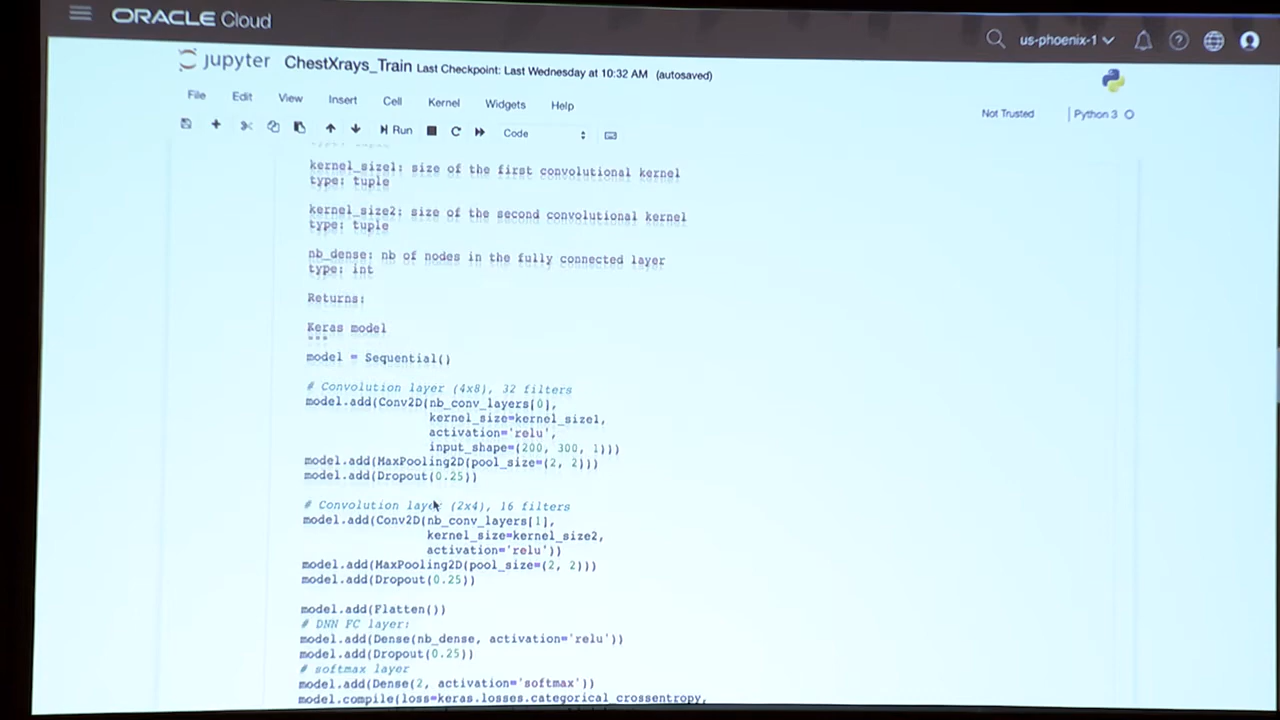 ORACLE Cloud
us-phoenix-1
jupyter ChestXrays_Train Last Checkpoint: Last Wednesday at 10:32 AM (autosaved)
File Edit View Insert Cell Kernel Widgets Help
Not Trusted Python 3
Run Code
kernel_size1: size of the first convolutional kernel
type: tuple
kernel_size2: size of the second convolutional kernel
type: tuple
nb_dense: nb of nodes in the fully connected layer
type: int
Returns:
Keras model
"""
model = Sequential()
# Convolution layer (4x8), 32 filters
model.add(Conv2D(nb_conv_layers[0],
kernel_size=kernel_size1,
activation='relu',
input_shape=(200, 300, 1)))
model.add(MaxPooling2D(pool_size=(2, 2)))
model.add(Dropout(0.25))
# Convolution layer (2x4), 16 filters
model.add(Conv2D(nb_conv_layers[1],
kernel_size=kernel_size2,
activation='relu'))
model.add(MaxPooling2D(pool_size=(2, 2)))
model.add(Dropout(0.25))
model.add(Flatten())
# DNN FC layer:
model.add(Dense(nb_dense, activation='relu'))
model.add(Dropout(0.25))
# softmax layer
model.add(Dense(2, activation='softmax'))
model.compile(loss=keras.losses.categorical_crossentropy,